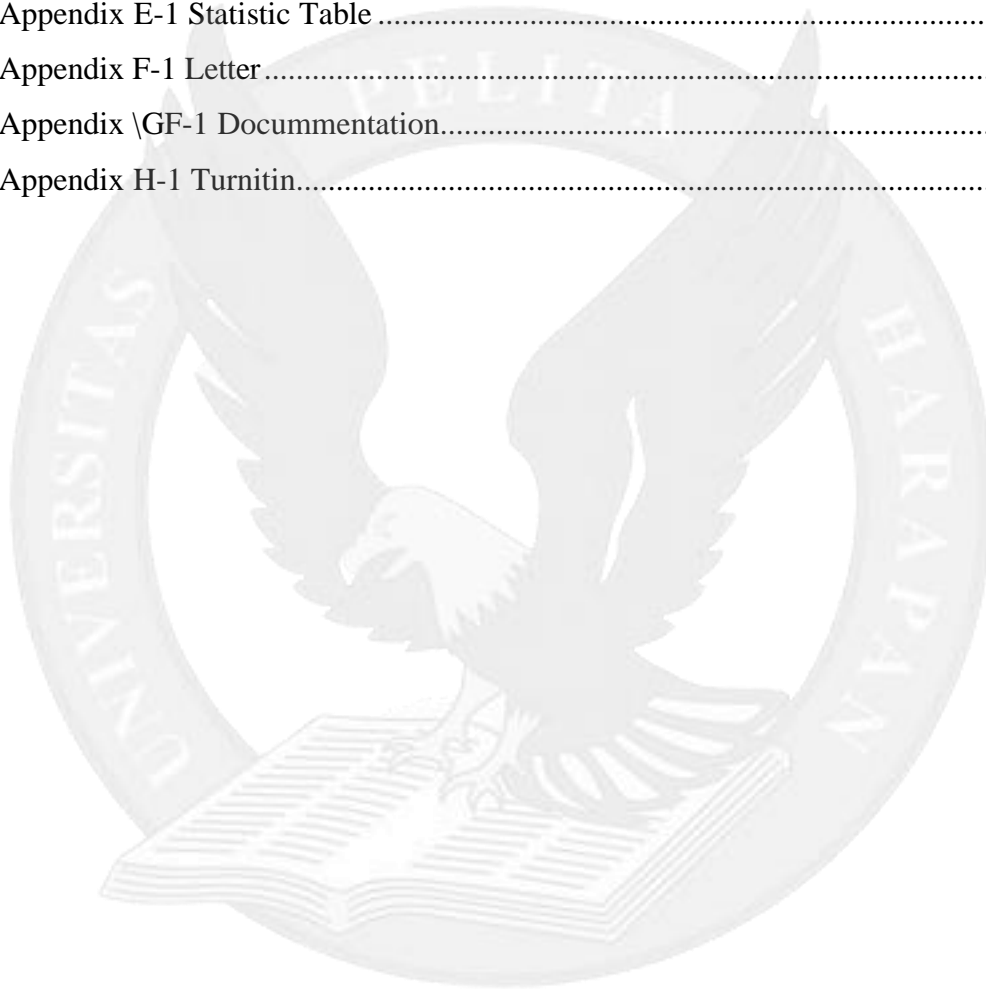 Appendix E-1 Statistic Table ........................................................................................
Appendix F-1 Letter........................................................................................................
Appendix \GF-1 Docummentation................................................................................
Appendix H-1 Turnitin...................................................................................................
UNIVERSITAS PELITA HARAPAN